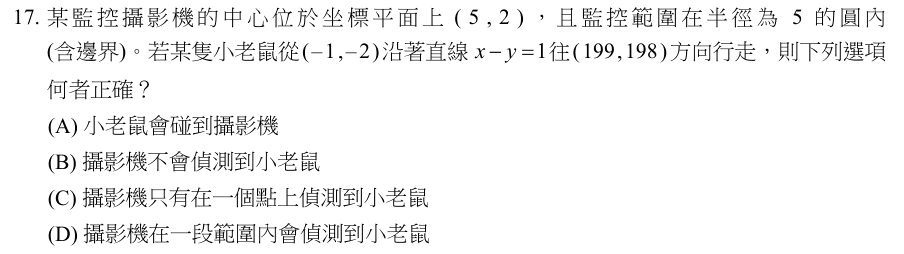 17. 某監控攝影機的中心位於坐標平面上 ( 5 , 2 ) ，且監控範圍在半徑為 5 的圓內
(含邊界)。若某隻小老鼠從(−1,−2)沿著直線 x−y=1往(199,198)方向行走，則下列選項
何者正確？
(A) 小老鼠會碰到攝影機
(B) 攝影機不會偵測到小老鼠
(C) 攝影機只有在一個點上偵測到小老鼠
(D) 攝影機在一段範圍內會偵測到小老鼠